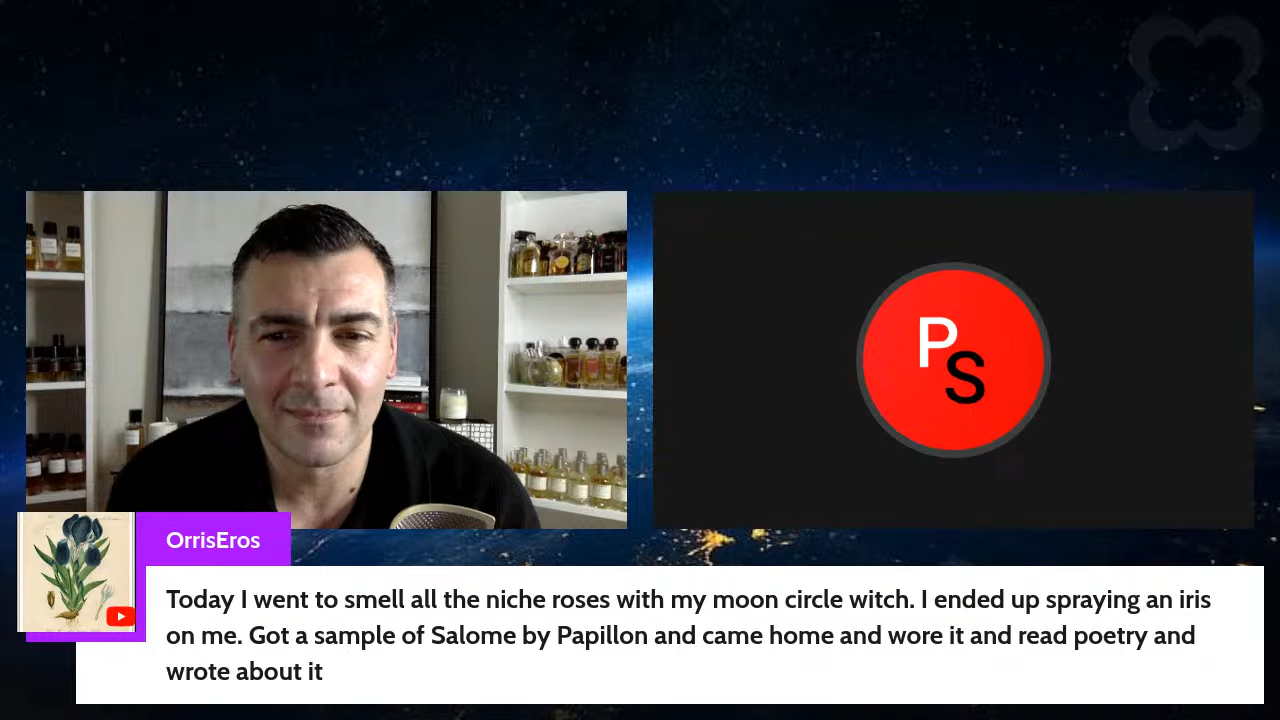 P
S
OrrisEros
Today I went to smell all the niche roses with my moon circle witch. I ended up spraying an iris
on me. Got a sample of Salome by Papillon and came home and wore it and read poetry and
wrote about it